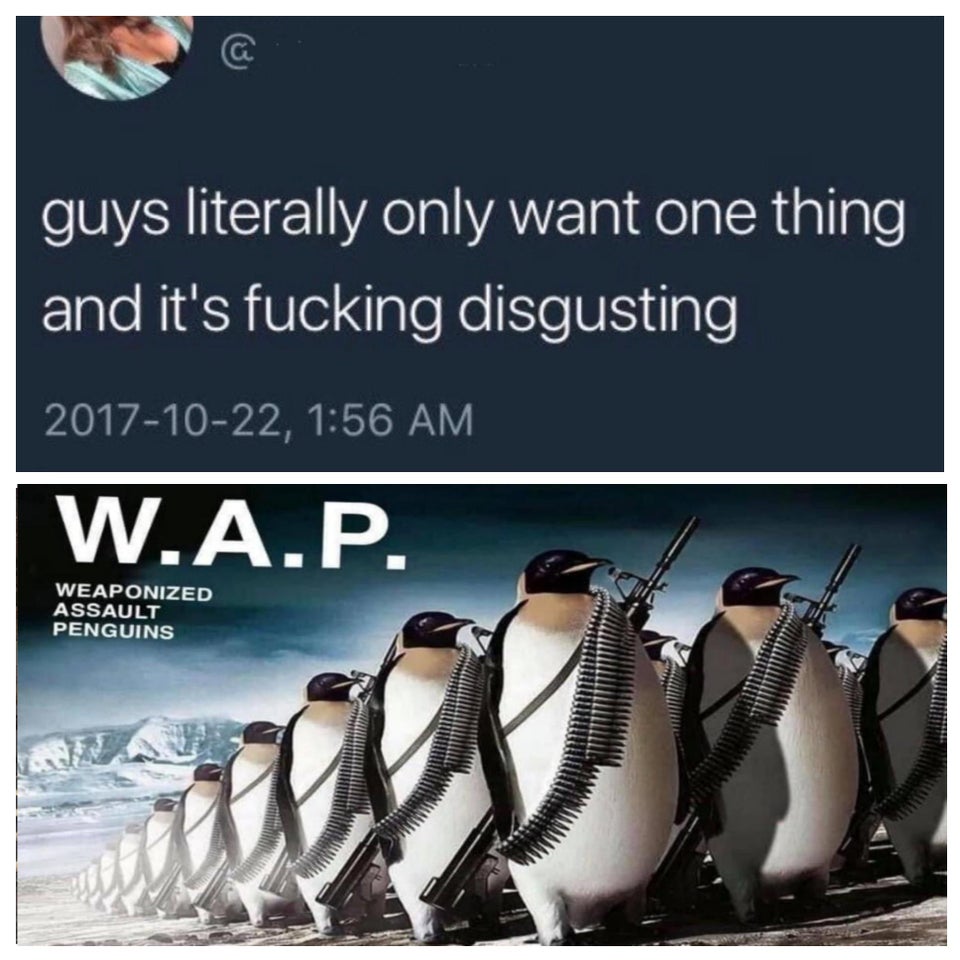 @
guys literally only want one thing
and it's fucking disgusting
2017-10-22, 1:56 AM
W.A.P.
WEAPONIZED
ASSAULT
PENGUINS